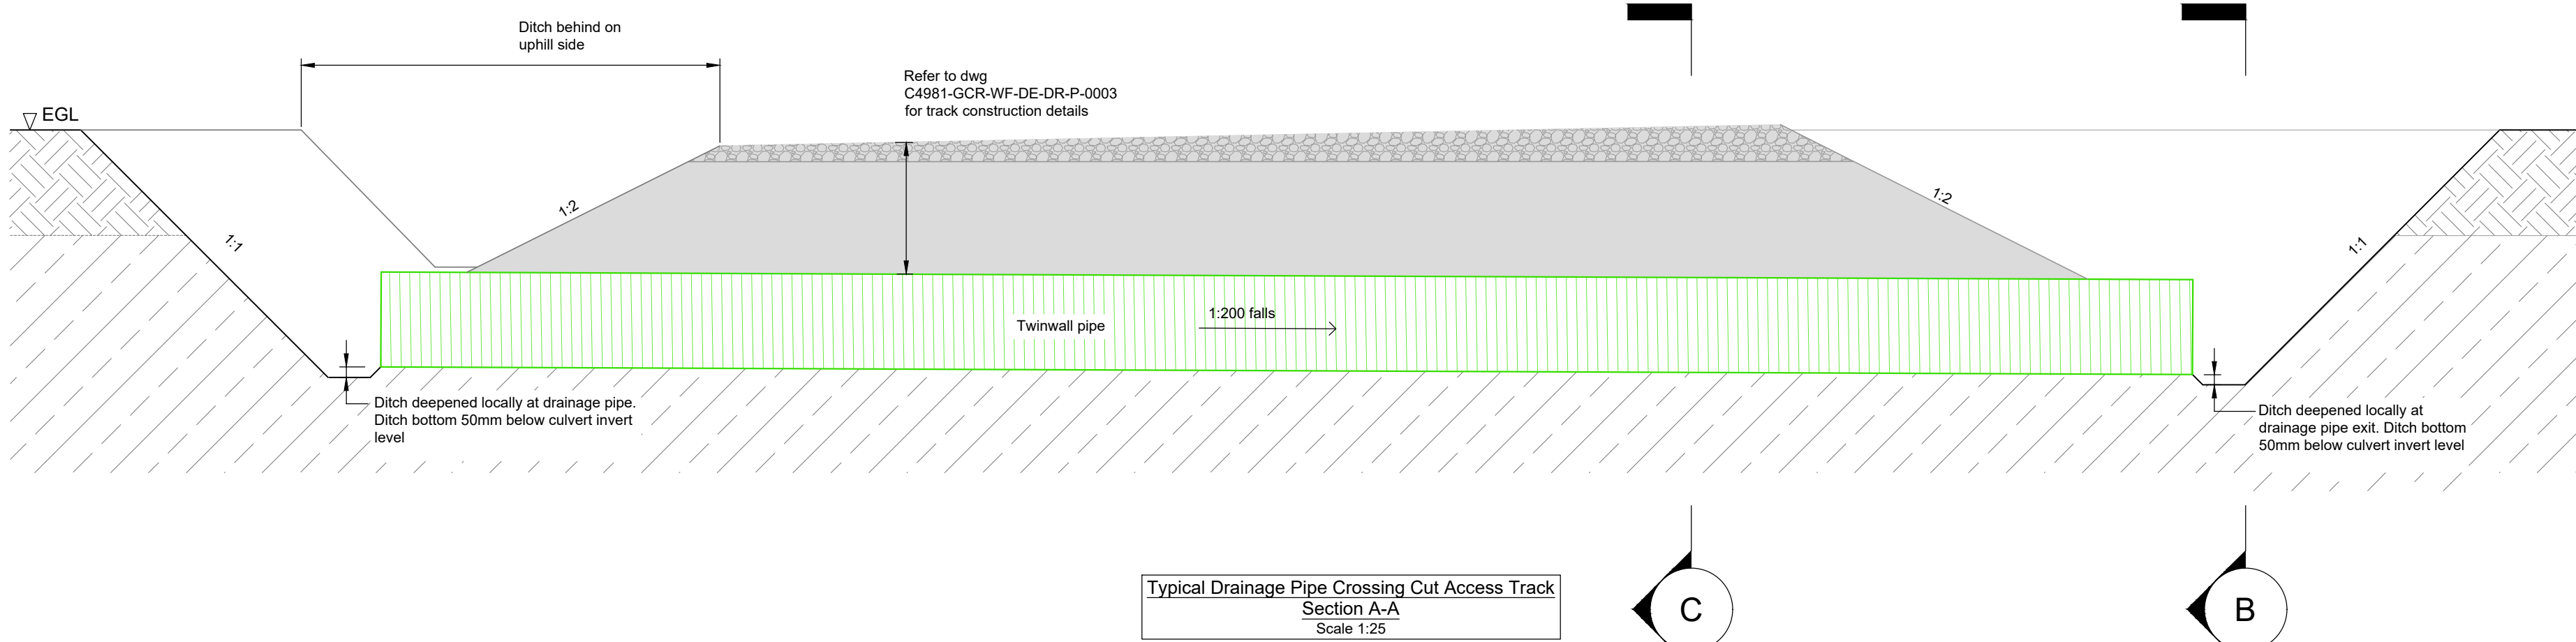 Ditch behind on
uphill side
Refer to dwg
C4981-GCR-WF-DE-DR-P-0003
for track construction details
EGL
1:2
1:2
1:1
1:1
1:200 falls
Twinwall pipe
Ditch deepened locally at drainage pipe.
Ditch bottom 50mm below culvert invert
level
Ditch deepened locally at
drainage pipe exit. Ditch bottom
50mm below culvert invert level
Typical Drainage Pipe Crossing Cut Access Track
Section A-A
Scale 1:25
C
B